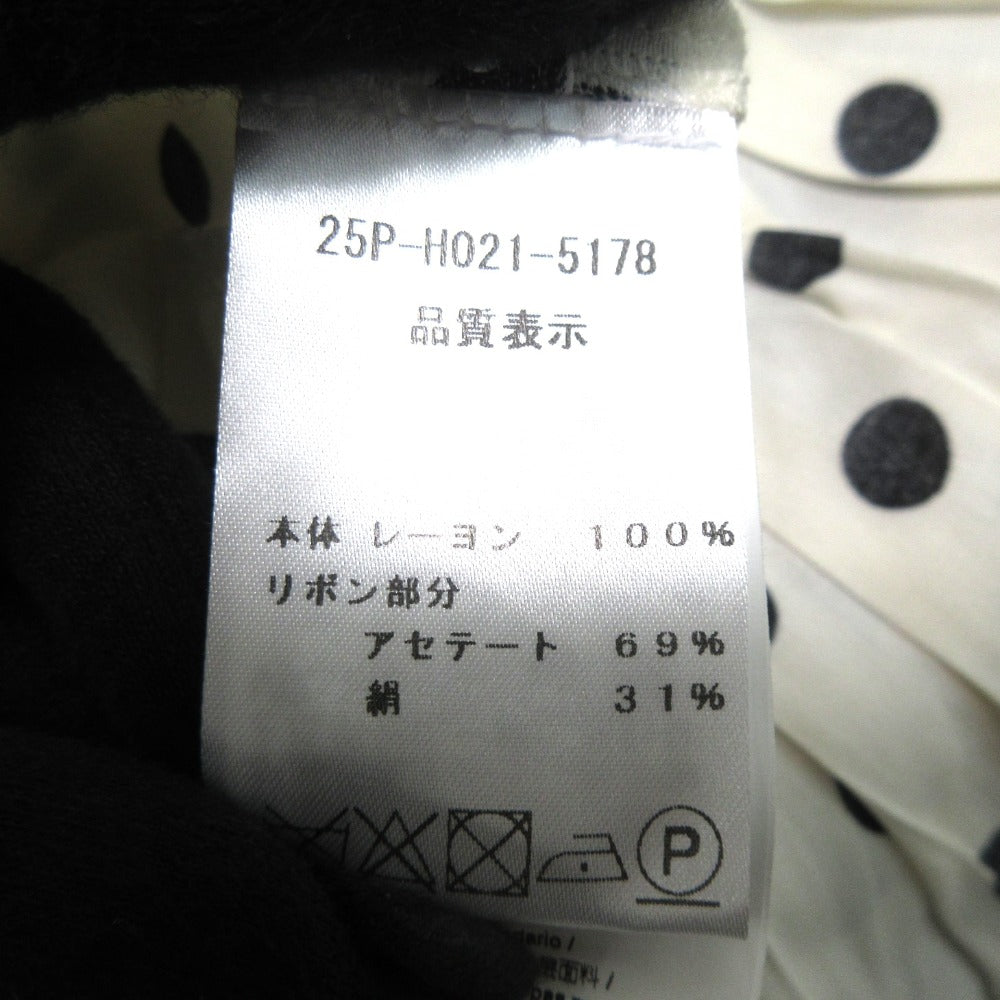 25P-H021-5178
品質表示
本体 レーヨン 100%
リボン部分
アセテート 69%
絹 31%
P